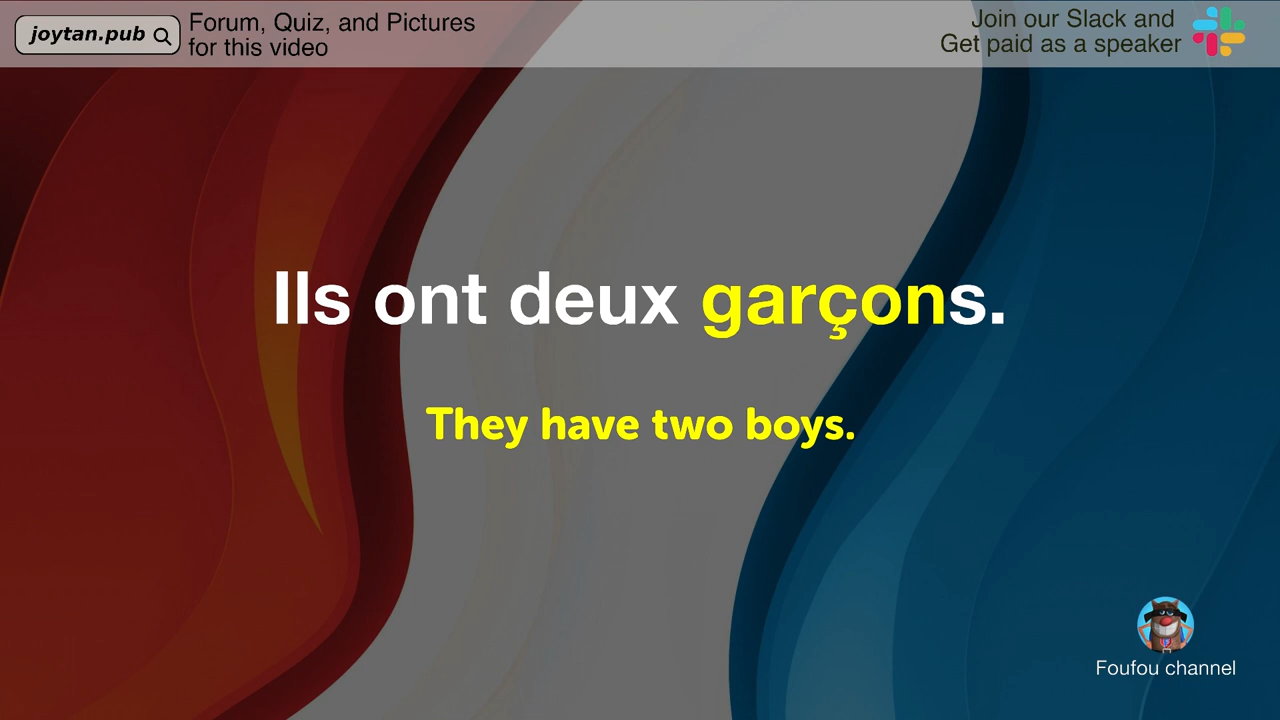 joytan.pub
Forum, Quiz, and Pictures
for this video
Join our Slack and
Get paid as a speaker
Ils ont deux garçons.
They have two boys.
Foufou channel